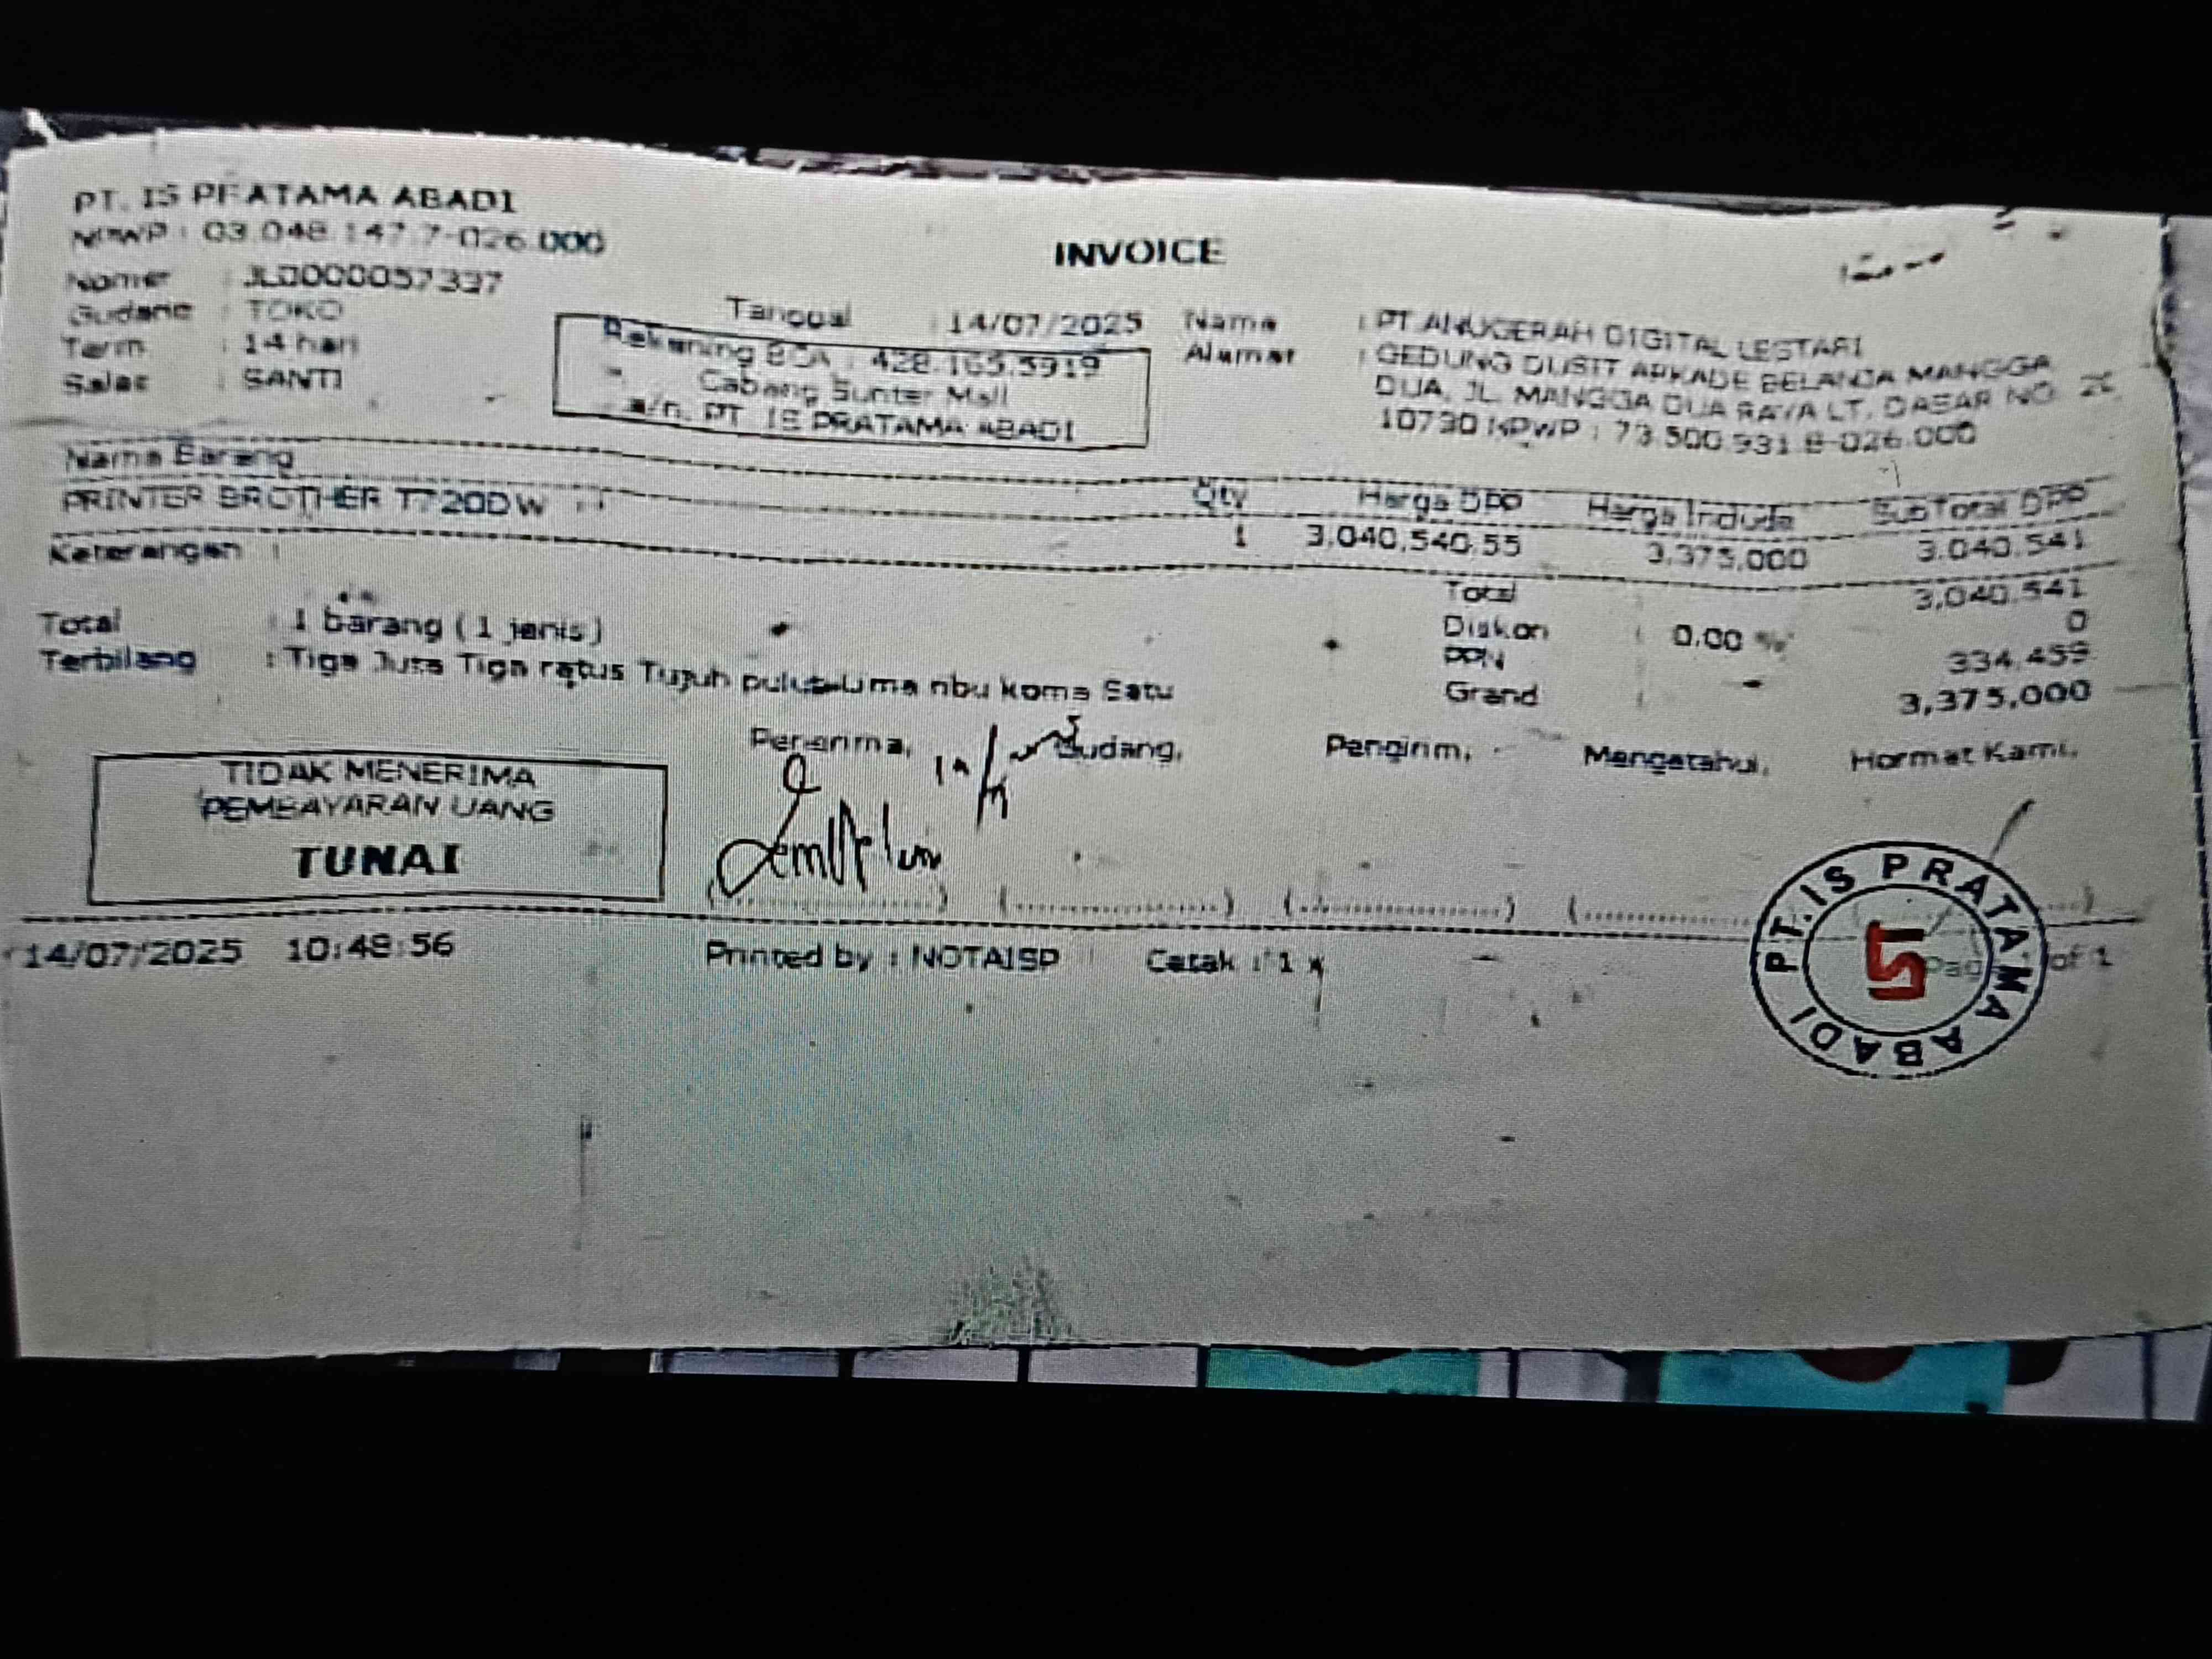 PT. IS PRATAMA ABADI
NPWP : 03.048.147.7-026.000
INVOICE
Nomer : JL0000057337
Gudang : TOKO
Term : 14 hari
Sales : SANTI
Tanggal : 14/07/2025
Rekening BCA : 428.165.5919
Cabang Sunter Mall
a/n. PT IS PRATAMA ABADI
Nama : PT ANUGERAH DIGITAL LESTARI
Alamat : GEDUNG DUSIT ARKADE BELANJA MANGGA
DUA, JL. MANGGA DUA RAYA LT. DASAR NO.
10730 NPWP : 73.500.931.8-026.000
Nama Barang Qty Harga DPP Harga Include SubTotal DPP
PRINTER BROTHER T720DW 1 3,040,540.55 3,375,000 3,040,541
Keterangan :
Total 3,040,541
Diskon : 0.00 % 0
PPN 334,459
Grand : 3,375,000
Total : 1 barang ( 1 jenis )
Terbilang : Tiga Juta Tiga ratus Tujuh puluh Lima ribu koma Satu
TIDAK MENERIMA
PEMBAYARAN UANG
TUNAI
Penerima, Gudang, Pengirim, Mengetahui, Hormat Kami,
PT. IS PRATAMA ABADI
14/07/2025 10:48:56 Printed by : NOTAISP Cetak : 1 x of 1